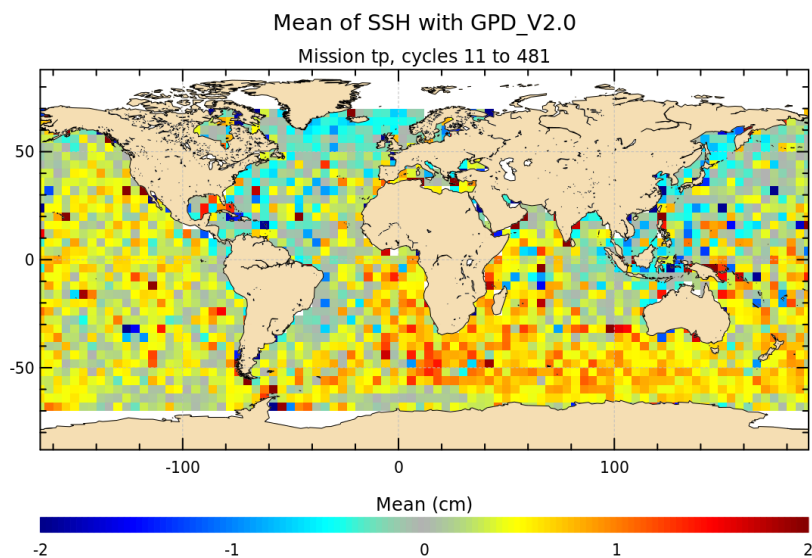 Mean of SSH with GPD_V2.0
Mission tp, cycles 11 to 481
50
0
-50
-100 0 100
Mean (cm)
-2 -1 0 1 2